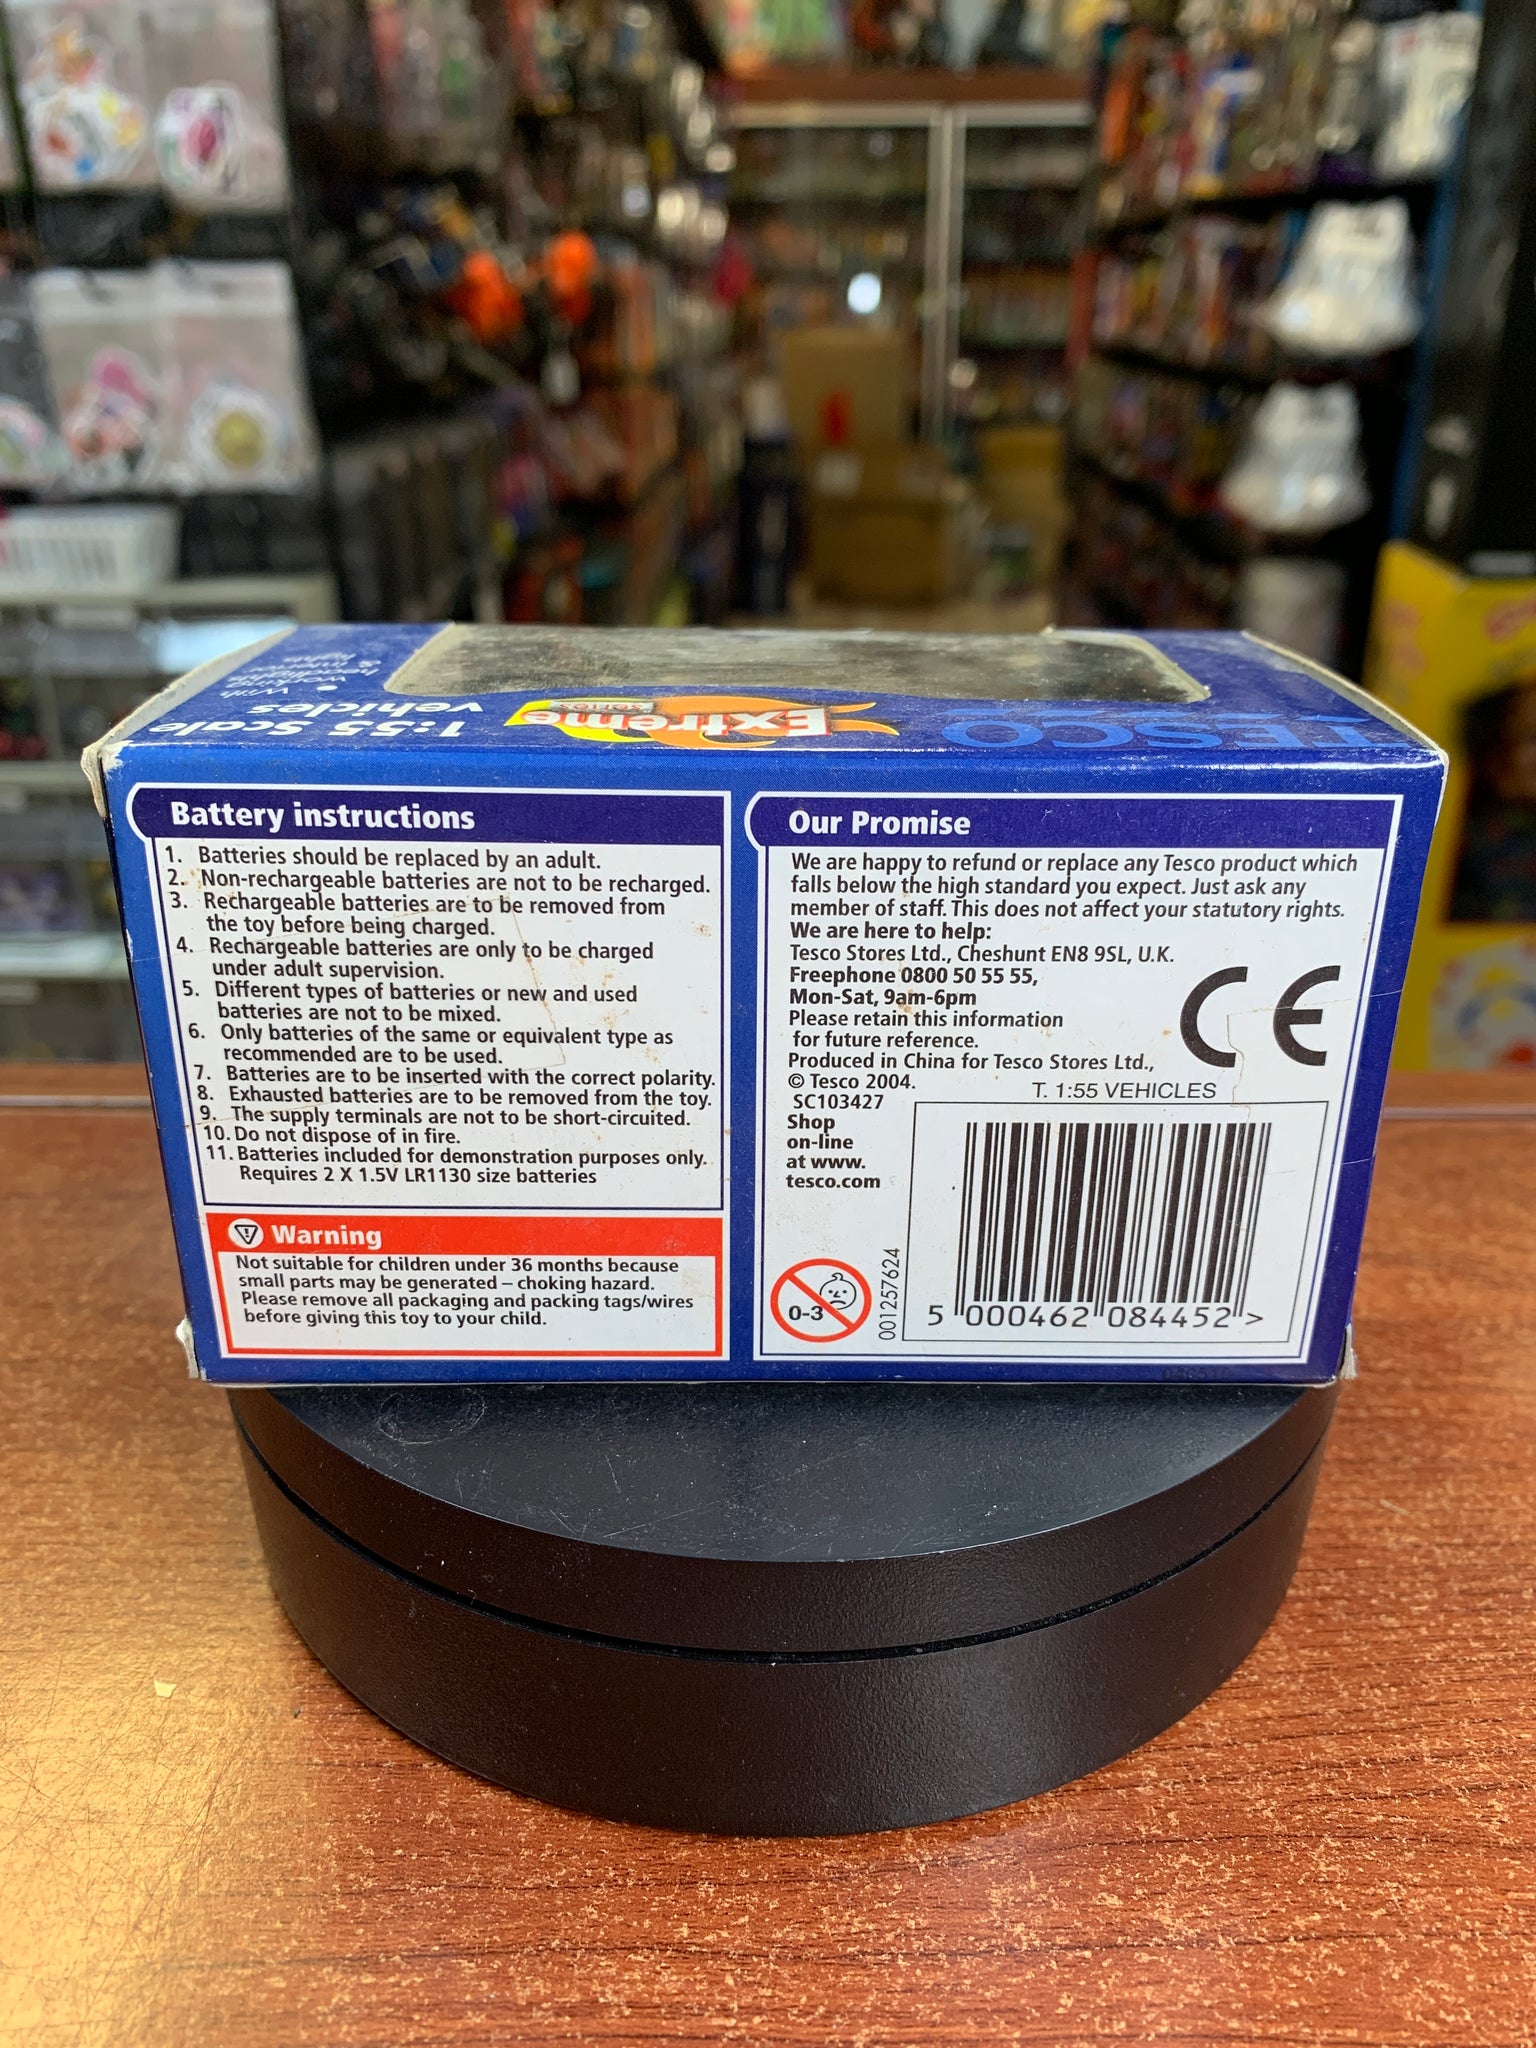 TESCO
Extreme
series
1:55 Scale
vehicles
• With
working
headlights
& interior
lights
Battery instructions
1. Batteries should be replaced by an adult.
2. Non-rechargeable batteries are not to be recharged.
3. Rechargeable batteries are to be removed from
the toy before being charged.
4. Rechargeable batteries are only to be charged
under adult supervision.
5. Different types of batteries or new and used
batteries are not to be mixed.
6. Only batteries of the same or equivalent type as
recommended are to be used.
7. Batteries are to be inserted with the correct polarity.
8. Exhausted batteries are to be removed from the toy.
9. The supply terminals are not to be short-circuited.
10. Do not dispose of in fire.
11. Batteries included for demonstration purposes only.
Requires 2 X 1.5V LR1130 size batteries
Warning
Not suitable for children under 36 months because
small parts may be generated – choking hazard.
Please remove all packaging and packing tags/wires
before giving this toy to your child.
Our Promise
We are happy to refund or replace any Tesco product which
falls below the high standard you expect. Just ask any
member of staff. This does not affect your statutory rights.
We are here to help:
Tesco Stores Ltd., Cheshunt EN8 9SL, U.K.
Freephone 0800 50 55 55,
Mon-Sat, 9am-6pm
Please retain this information
for future reference.
Produced in China for Tesco Stores Ltd.,
© Tesco 2004.
SC103427
CE
Shop
on-line
at www.
tesco.com
T. 1:55 VEHICLES
0-3
001257624
5 000462 084452 >